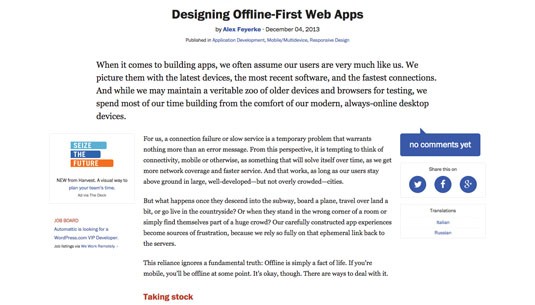 Designing Offline-First Web Apps
by Alex Feyerke · December 04, 2013
Published in Application Development, Mobile/Multidevice, Responsive Design
When it comes to building apps, we often assume our users are very much like us. We
picture them with the latest devices, the most recent software, and the fastest connections.
And while we may maintain a veritable zoo of older devices and browsers for testing, we
spend most of our time building from the comfort of our modern, always-online desktop
devices.
SEIZE
THE
FUTURE
NEW from Harvest. A visual way to
plan your team's time.
Ad via The Deck
JOB BOARD
Automattic is looking for a
WordPress.com VIP Developer
Job listings via We Work Remotely
For us, a connection failure or slow service is a temporary problem that warrants
nothing more than an error message. From this perspective, it is tempting to think of
connectivity, mobile or otherwise, as something that will solve itself over time, as we get
more network coverage and faster service. And that works, as long as our users stay
above ground in large, well-developed—but not overly crowded—cities.
But what happens once they descend into the subway, board a plane, travel over land a
bit, or go live in the countryside? Or when they stand in the wrong corner of a room or
simply find themselves part of a huge crowd? Our carefully constructed app-experiences
become sources of frustration, because we rely so fully on that ephemeral link back to
the servers.
This reliance ignores a fundamental truth: Offline is simply a fact of life. If you're
mobile, you'll be offline at some point. It's okay, though. There are ways to deal with it.
Taking stock
no comments yet
Share this on
Translations
Italian
Russian